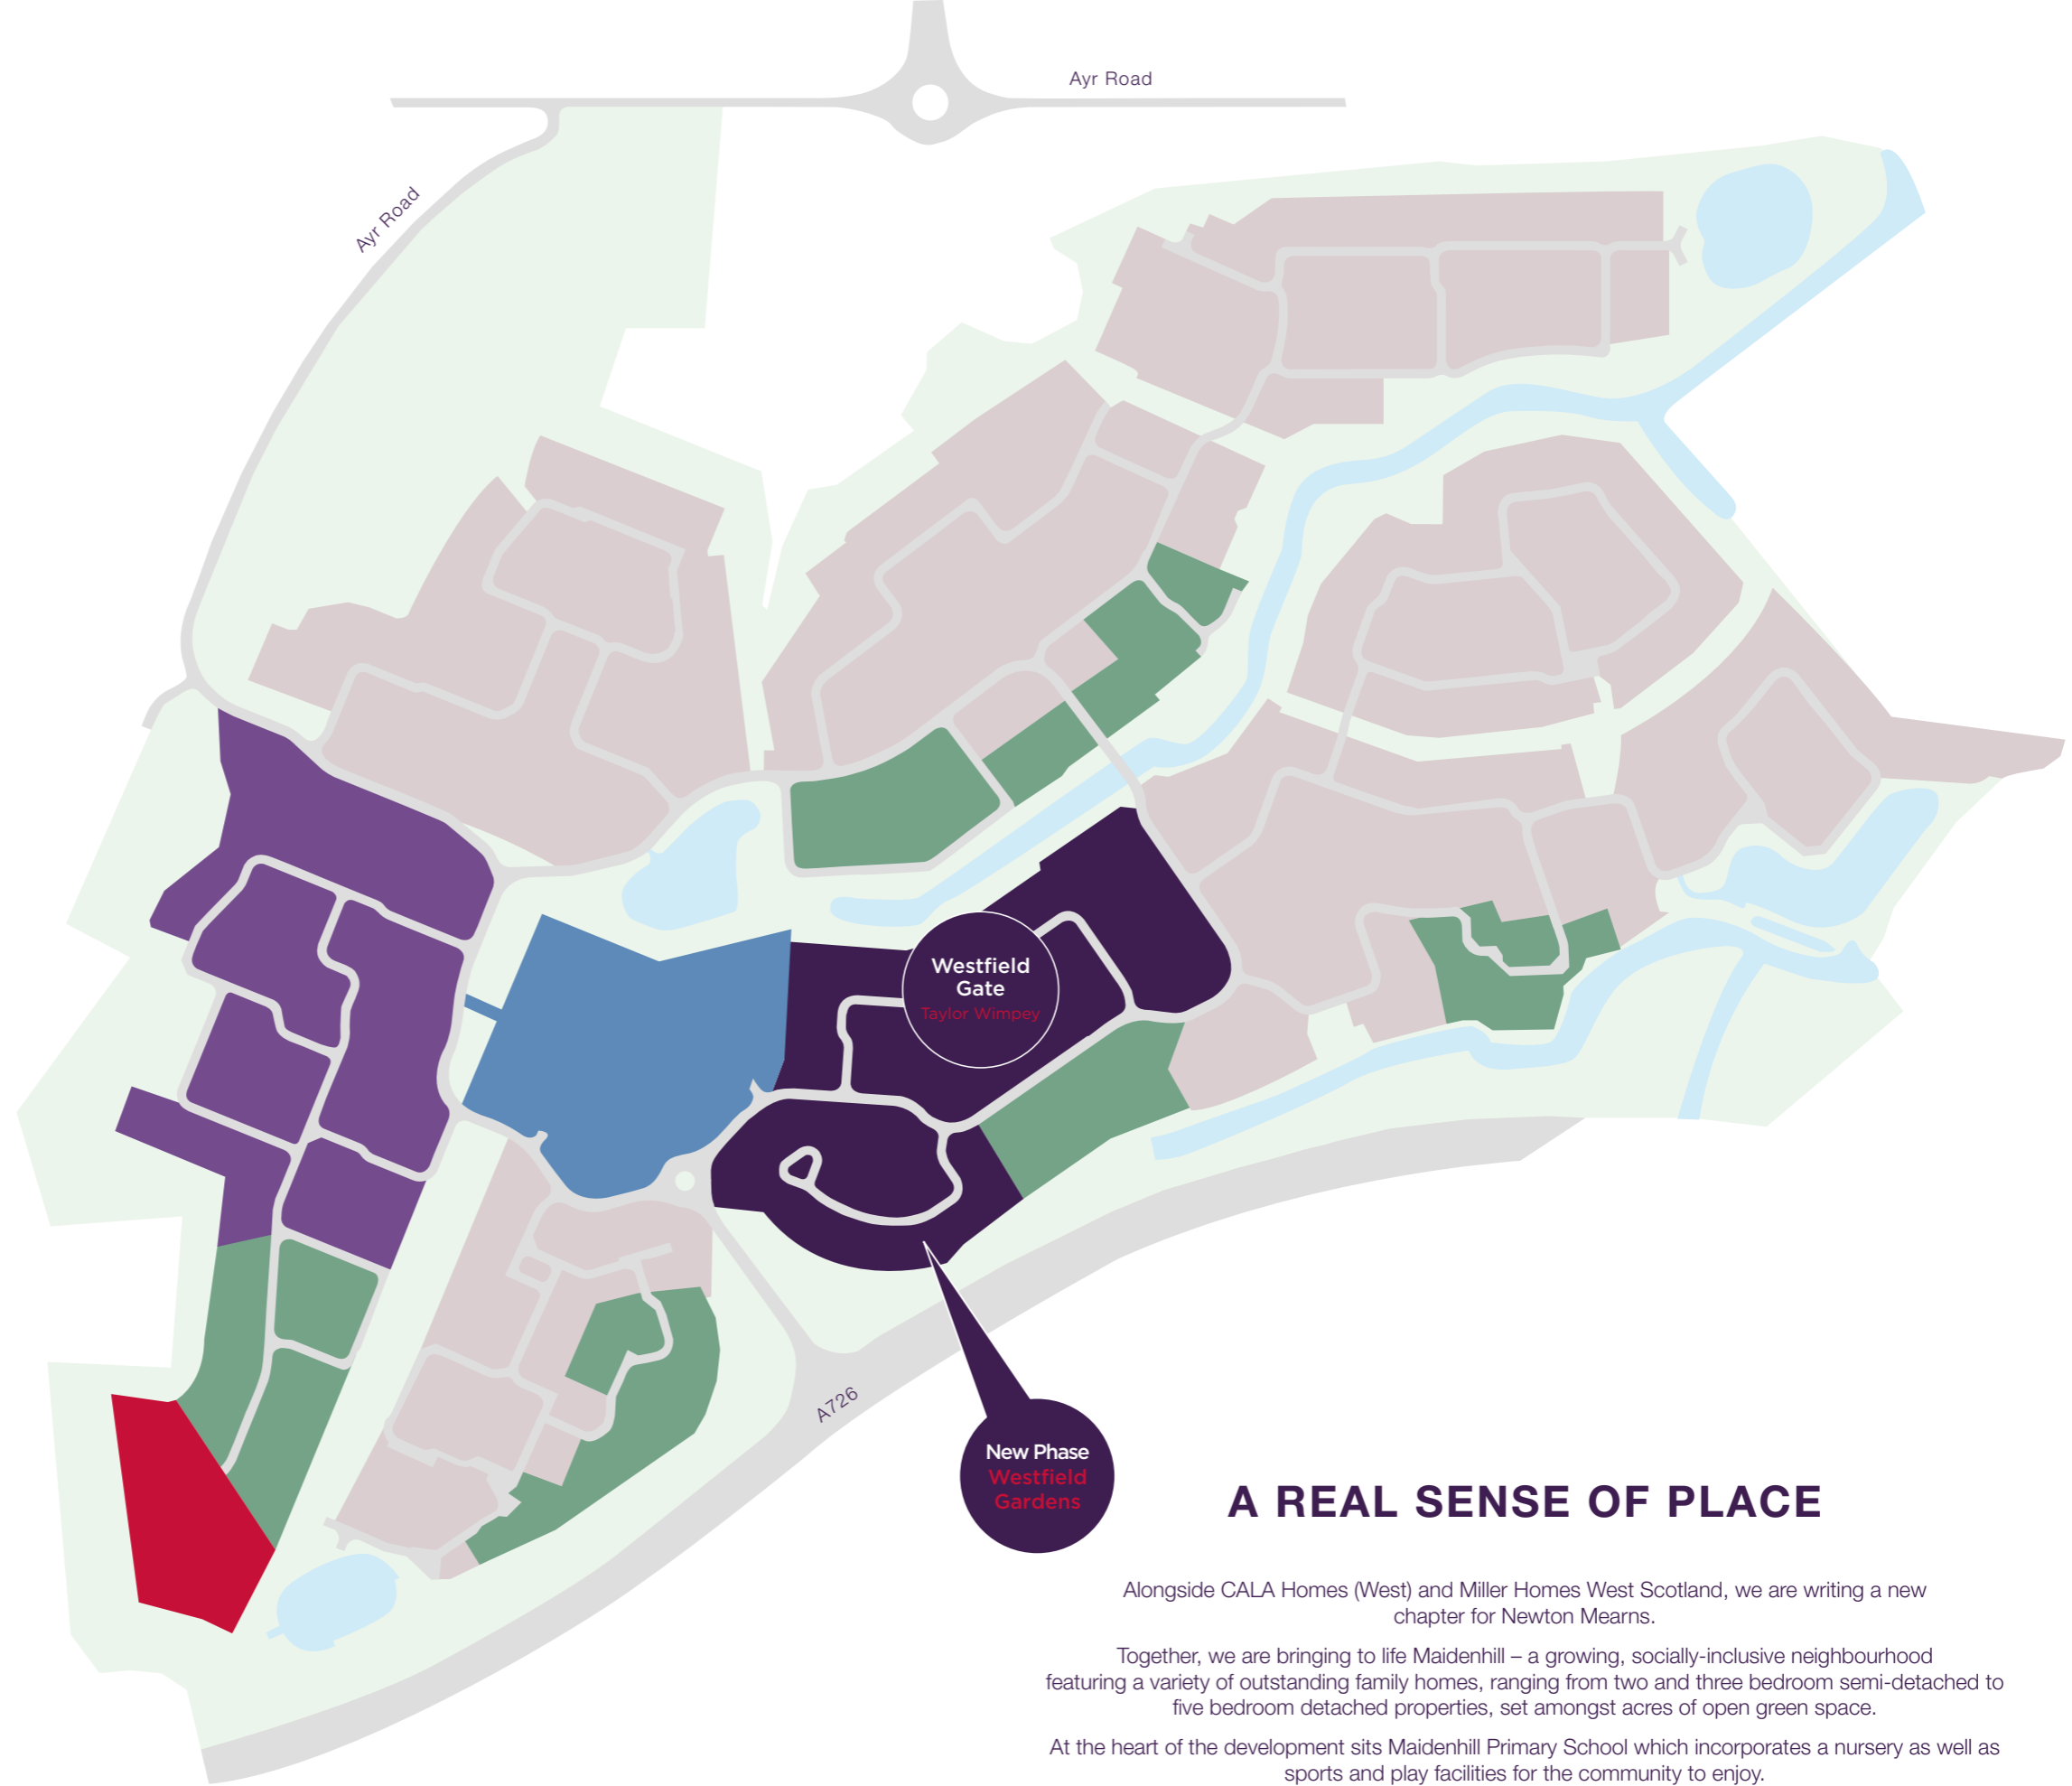 Ayr Road
Ayr Road
Westfield
Gate
Taylor Wimpey
A726
New Phase
Westfield
Gardens
A REAL SENSE OF PLACE
Alongside CALA Homes (West) and Miller Homes West Scotland, we are writing a new
chapter for Newton Mearns.
Together, we are bringing to life Maidenhill – a growing, socially-inclusive neighbourhood
featuring a variety of outstanding family homes, ranging from two and three bedroom semi-detached to
five bedroom detached properties, set amongst acres of open green space.
At the heart of the development sits Maidenhill Primary School which incorporates a nursery as well as
sports and play facilities for the community to enjoy.